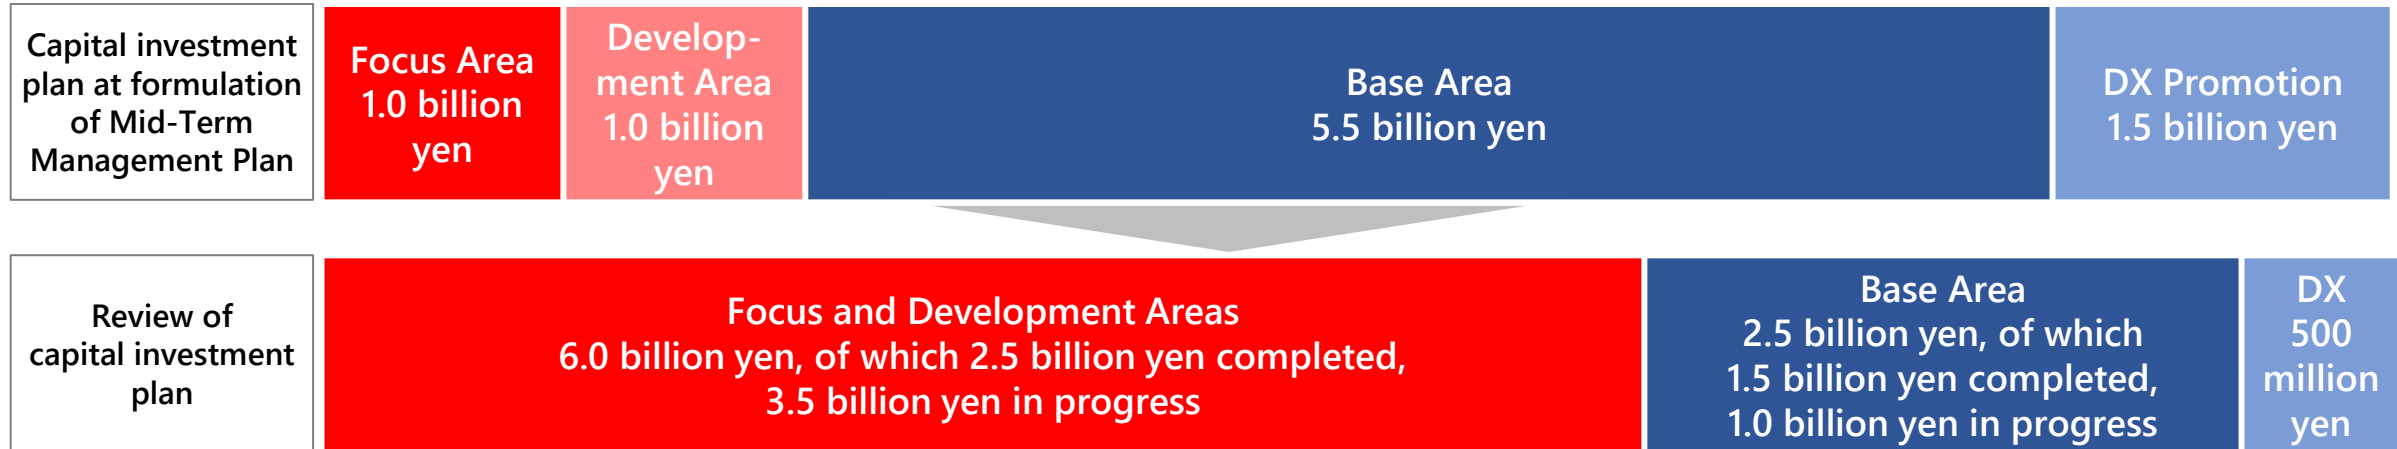 Capital investment
plan at formulation
of Mid-Term
Management Plan
Focus Area
1.0 billion
yen
Develop-
ment Area
1.0 billion
yen
Base Area
5.5 billion yen
DX Promotion
1.5 billion yen
Review of
capital investment
plan
Focus and Development Areas
6.0 billion yen, of which 2.5 billion yen completed,
3.5 billion yen in progress
Base Area
2.5 billion yen, of which
1.5 billion yen completed,
1.0 billion yen in progress
DX
500
million
yen